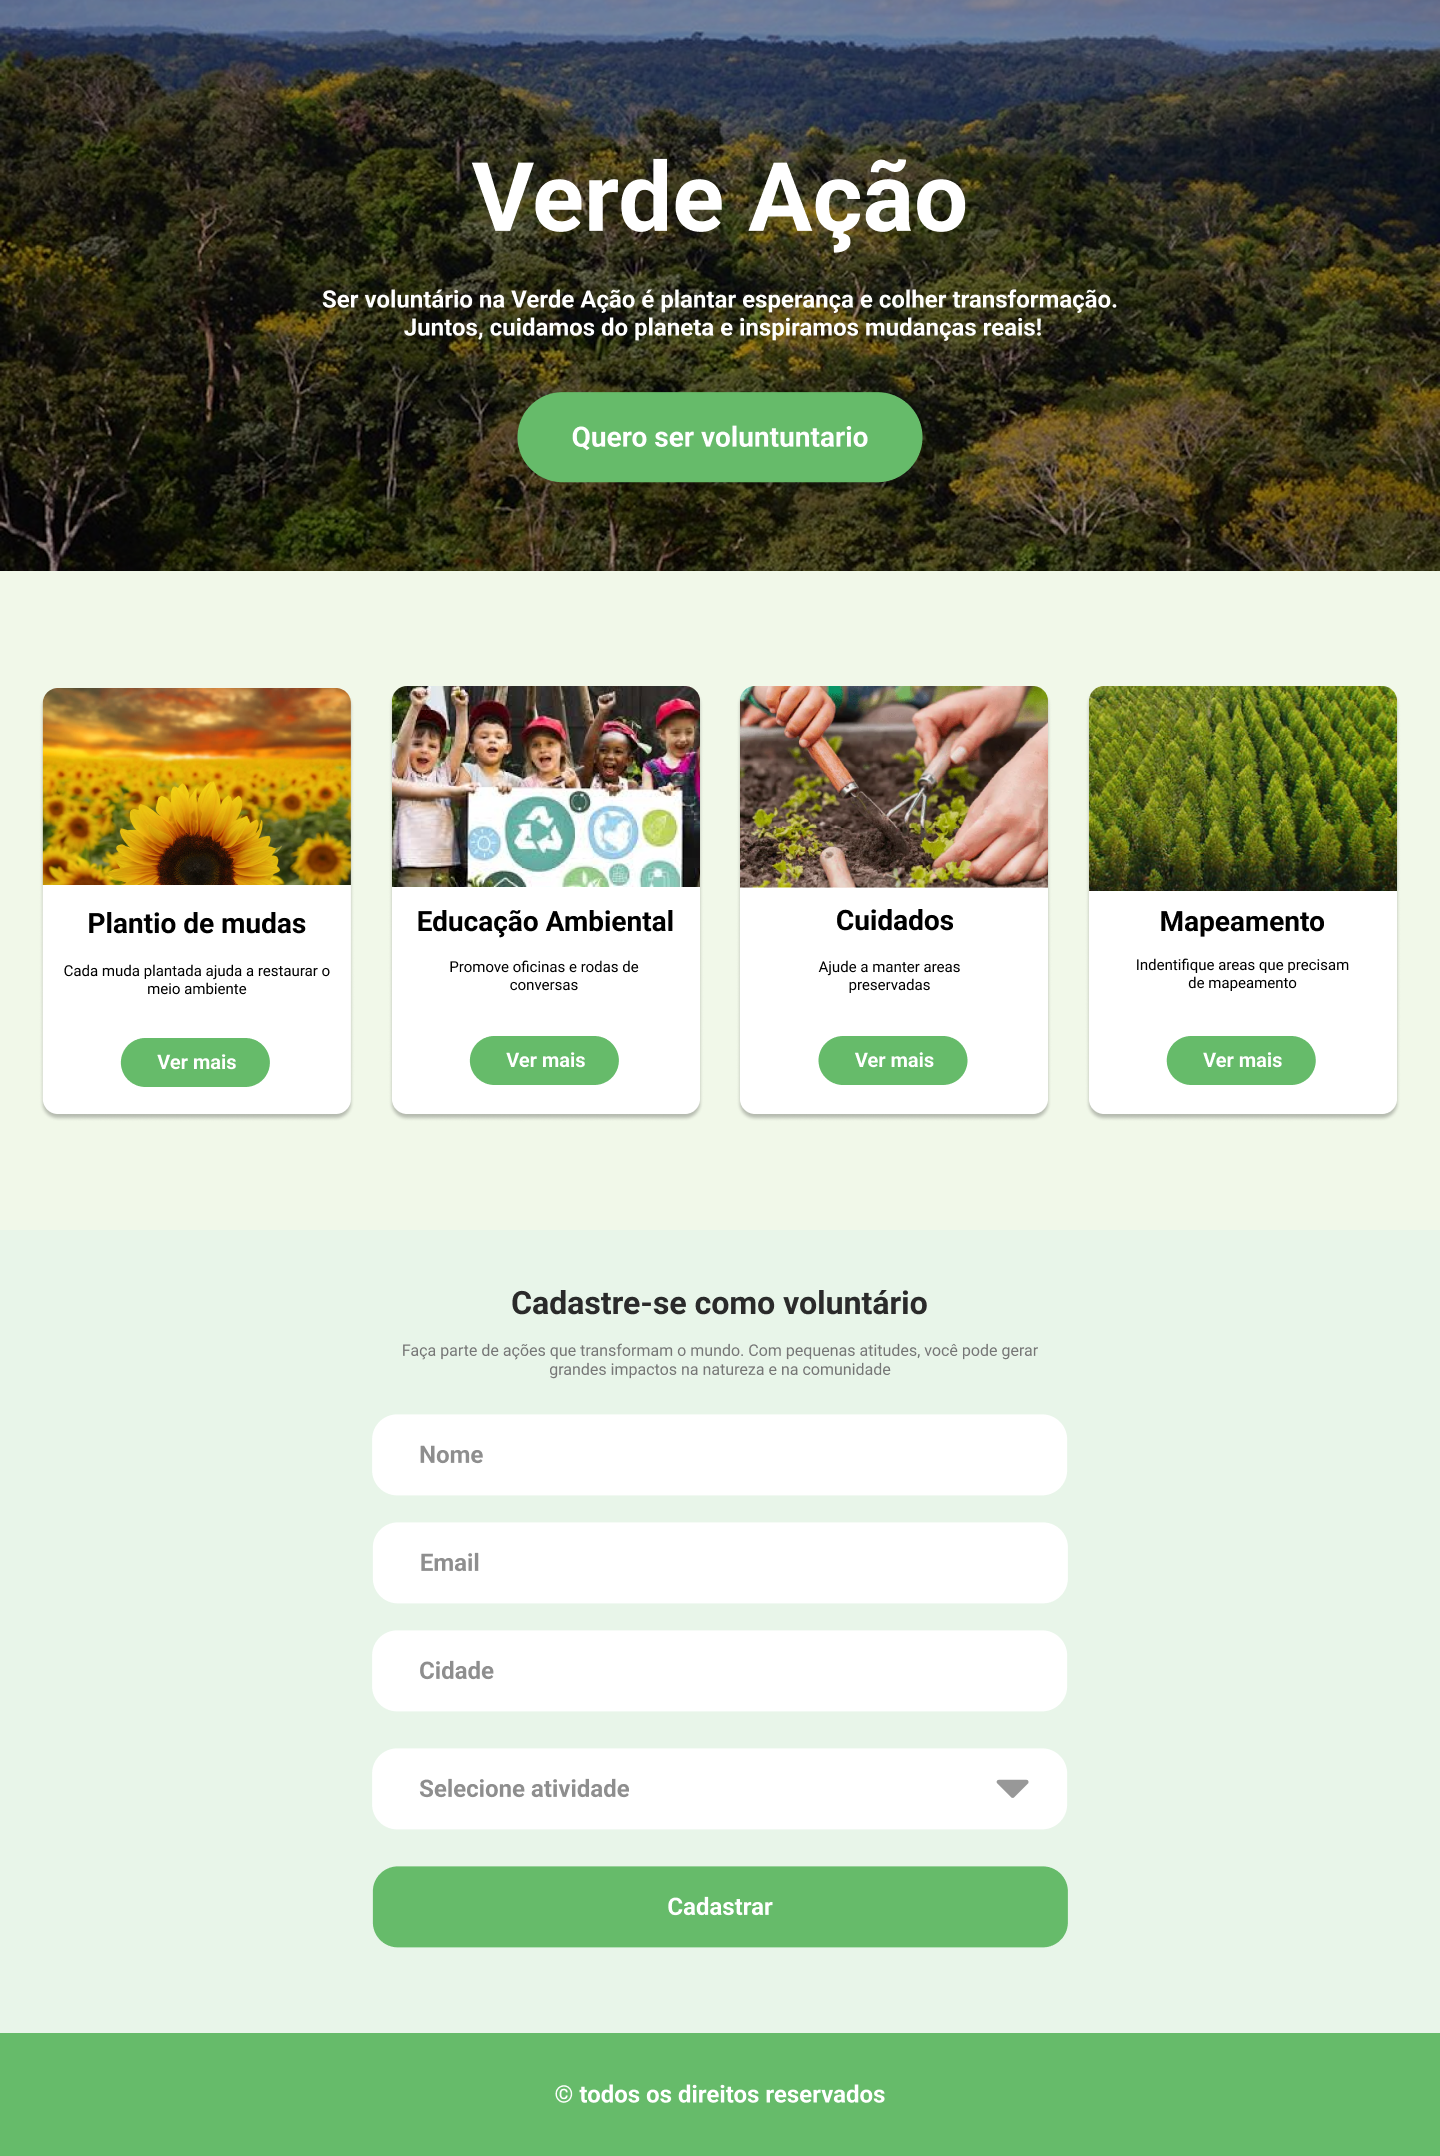 Verde Ação
Ser voluntário na Verde Ação é plantar esperança e colher transformação.
Juntos, cuidamos do planeta e inspiramos mudanças reais!
Quero ser voluntuntario
Plantio de mudas
Cada muda plantada ajuda a restaurar o
meio ambiente
Ver mais
Educação Ambiental
Promove oficinas e rodas de
conversas
Ver mais
Cuidados
Ajude a manter areas
preservadas
Ver mais
Mapeamento
Indentifique areas que precisam
de mapeamento
Ver mais
Cadastre-se como voluntário
Faça parte de ações que transformam o mundo. Com pequenas atitudes, você pode gerar
grandes impactos na natureza e na comunidade
Nome
Email
Cidade
Selecione atividade
Cadastrar
© todos os direitos reservados